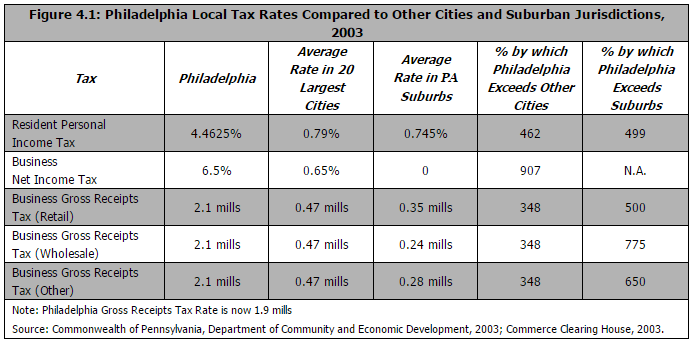 Figure 4.1: Philadelphia Local Tax Rates Compared to Other Cities and Suburban Jurisdictions,
2003
Tax Philadelphia Average Rate in 20 Largest Cities Average Rate in PA Suburbs % by which Philadelphia Exceeds Other Cities % by which Philadelphia Exceeds Suburbs
Resident Personal
Income Tax 4.4625% 0.79% 0.745% 462 499
Business
Net Income Tax 6.5% 0.65% 0 907 N.A.
Business Gross Receipts
Tax (Retail) 2.1 mills 0.47 mills 0.35 mills 348 500
Business Gross Receipts
Tax (Wholesale) 2.1 mills 0.47 mills 0.24 mills 348 775
Business Gross Receipts
Tax (Other) 2.1 mills 0.47 mills 0.28 mills 348 650
Note: Philadelphia Gross Receipts Tax Rate is now 1.9 mills
Source: Commonwealth of Pennsylvania, Department of Community and Economic Development, 2003; Commerce Clearing House, 2003.